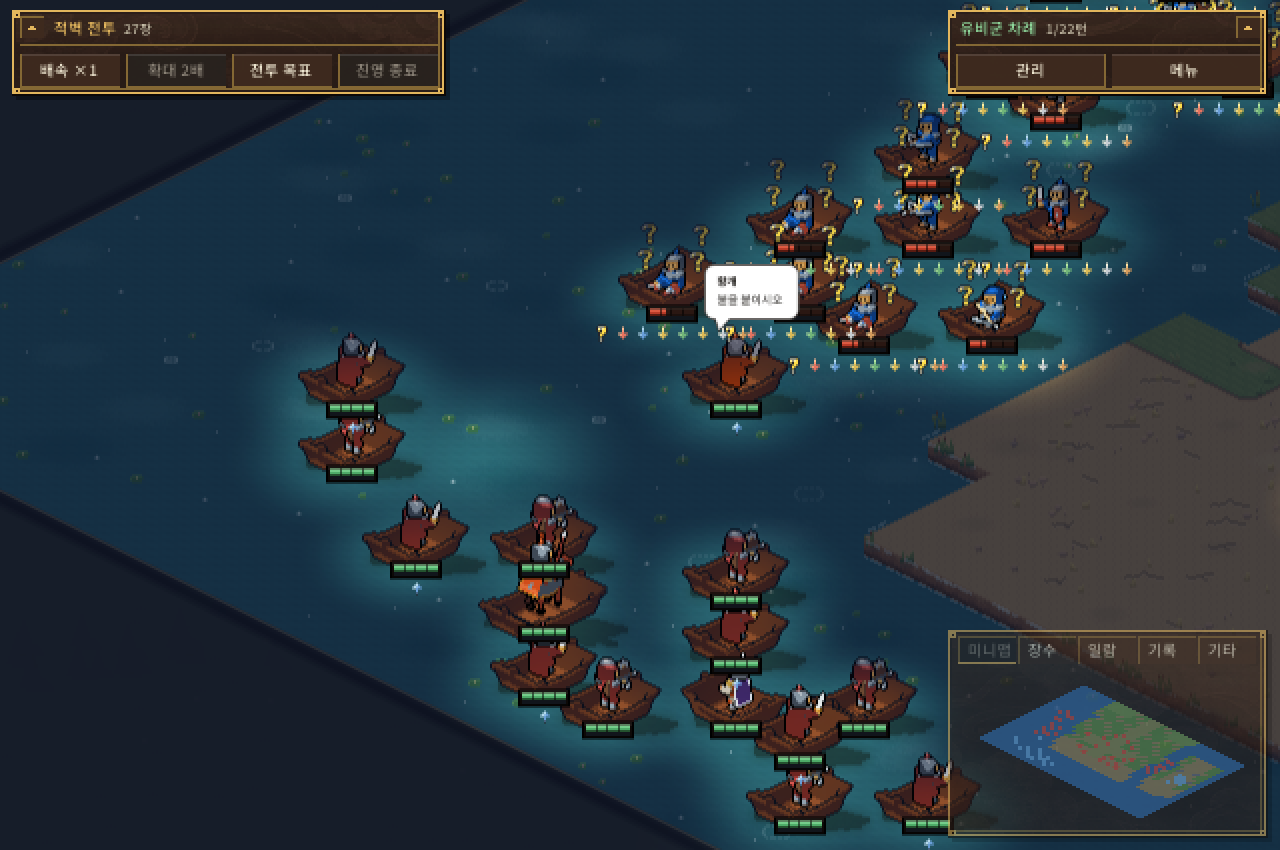 적벽 전투 27장
배속 ×1
확대 2배
전투 목표
진영 종료
유비군 차례 1/22턴
관리
메뉴
황개
불을 붙이시오
미니맵
장수
일람
기록
기타